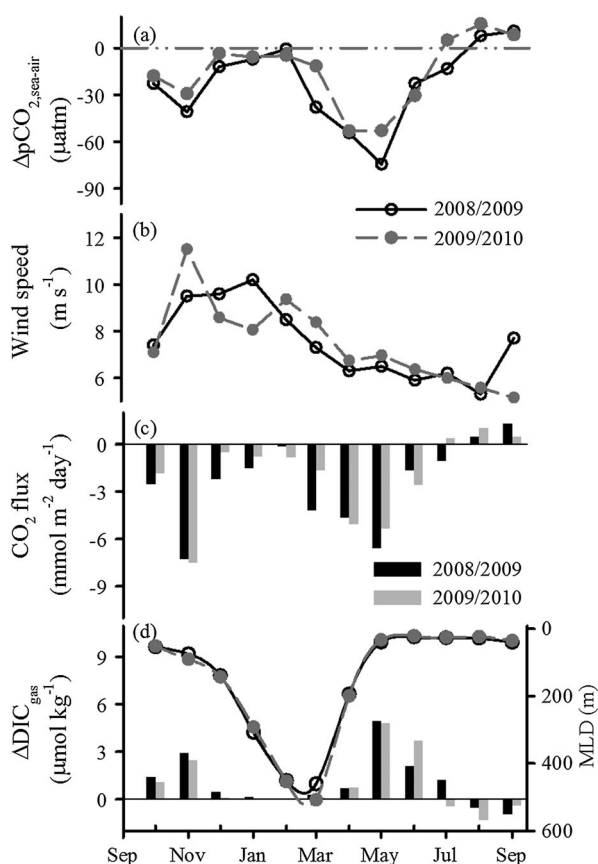 (a)
0
-30
-60
-90
ΔpCO2,sea-air
(μatm)
2008/2009
2009/2010
(b)
12
10
8
6
Wind speed
(m s-1)
(c)
0
-3
-6
-9
CO2 flux
(mmol m-2 day-1)
2008/2009
2009/2010
(d)
9
6
3
0
ΔDICgas
(μmol kg-1)
0
200
400
600
MLD (m)
Sep Nov Jan Mar May Jul Sep